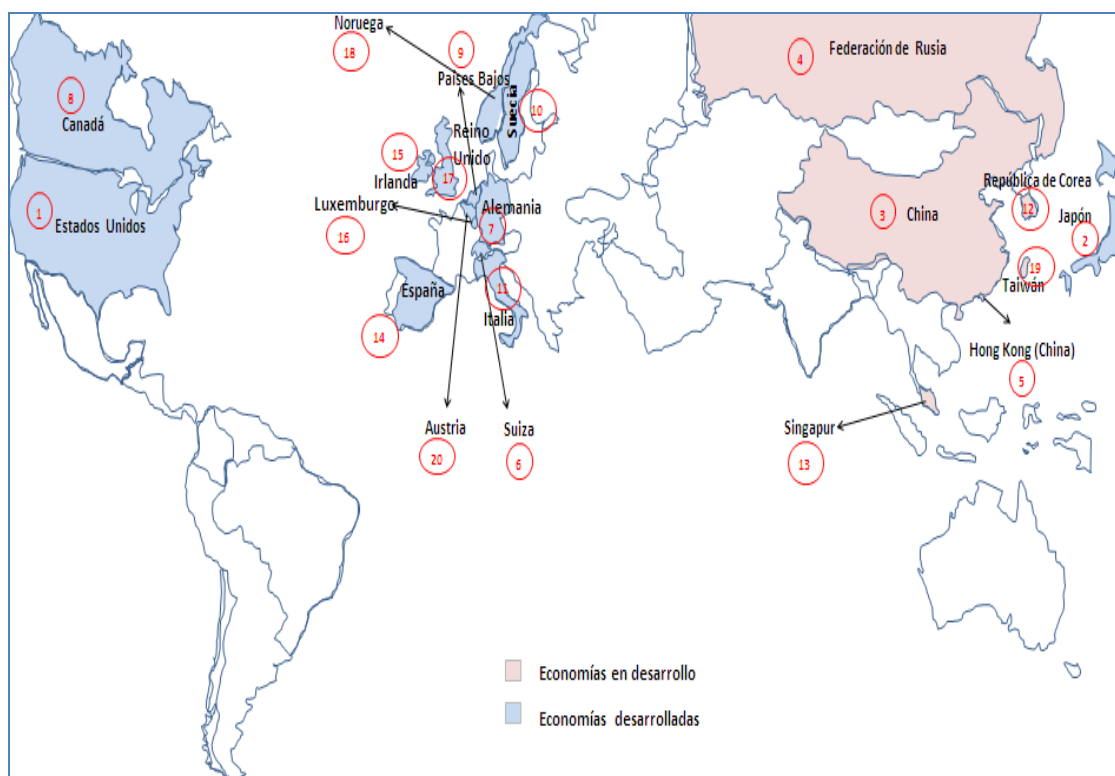 Noruega
18
9
Países Bajos
Suecia
10
Federación de Rusia
4
8
Canadá
Reino
Unido
15
Irlanda
17
Luxemburgo
16
Alemania
7
1
Estados Unidos
3
China
República de Corea
12
Japón
2
19
Taiwán
España
14
11
Italia
Hong Kong (China)
5
Austria
20
Suiza
6
Singapur
13
Economías en desarrollo
Economías desarrolladas